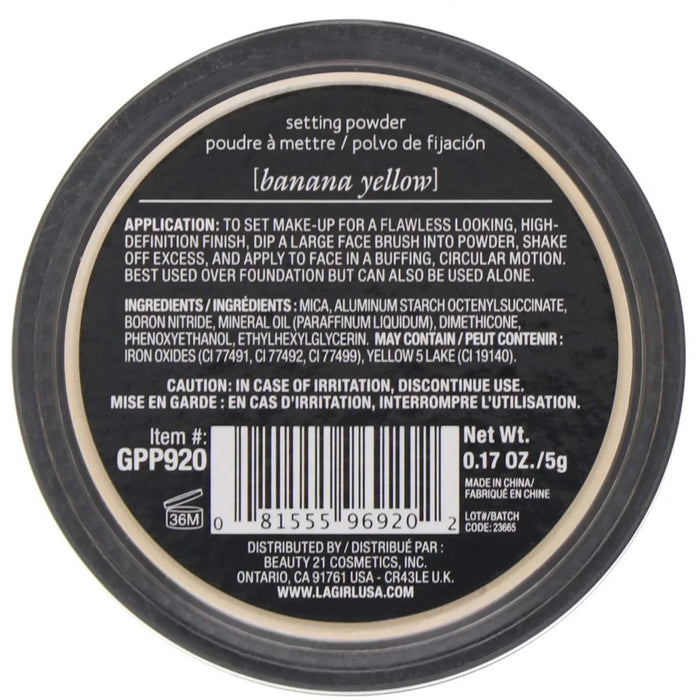 setting powder
poudre à mettre / polvo de fijación
[banana yellow]
APPLICATION: TO SET MAKE-UP FOR A FLAWLESS LOOKING, HIGH-
DEFINITION FINISH, DIP A LARGE FACE BRUSH INTO POWDER, SHAKE
OFF EXCESS, AND APPLY TO FACE IN A BUFFING, CIRCULAR MOTION.
BEST USED OVER FOUNDATION BUT CAN ALSO BE USED ALONE.
INGREDIENTS / INGRÉDIENTS : MICA, ALUMINUM STARCH OCTENYLSUCCINATE,
BORON NITRIDE, MINERAL OIL (PARAFFINUM LIQUIDUM), DIMETHICONE,
PHENOXYETHANOL, ETHYLHEXYLGLYCERIN. MAY CONTAIN / PEUT CONTENIR :
IRON OXIDES (CI 77491, CI 77492, CI 77499), YELLOW 5 LAKE (CI 19140).
CAUTION: IN CASE OF IRRITATION, DISCONTINUE USE.
MISE EN GARDE : EN CAS D'IRRITATION, INTERROMPRE L'UTILISATION.
Item #:
GPP920
36M
0 81555 96920 2
Net Wt.
0.17 OZ./5g
MADE IN CHINA/
FABRIQUÉ EN CHINE
LOT#/BATCH
CODE: 23665
DISTRIBUTED BY / DISTRIBUÉ PAR :
BEAUTY 21 COSMETICS, INC.
ONTARIO, CA 91761 USA - CR43LE U.K.
WWW.LAGIRLUSA.COM